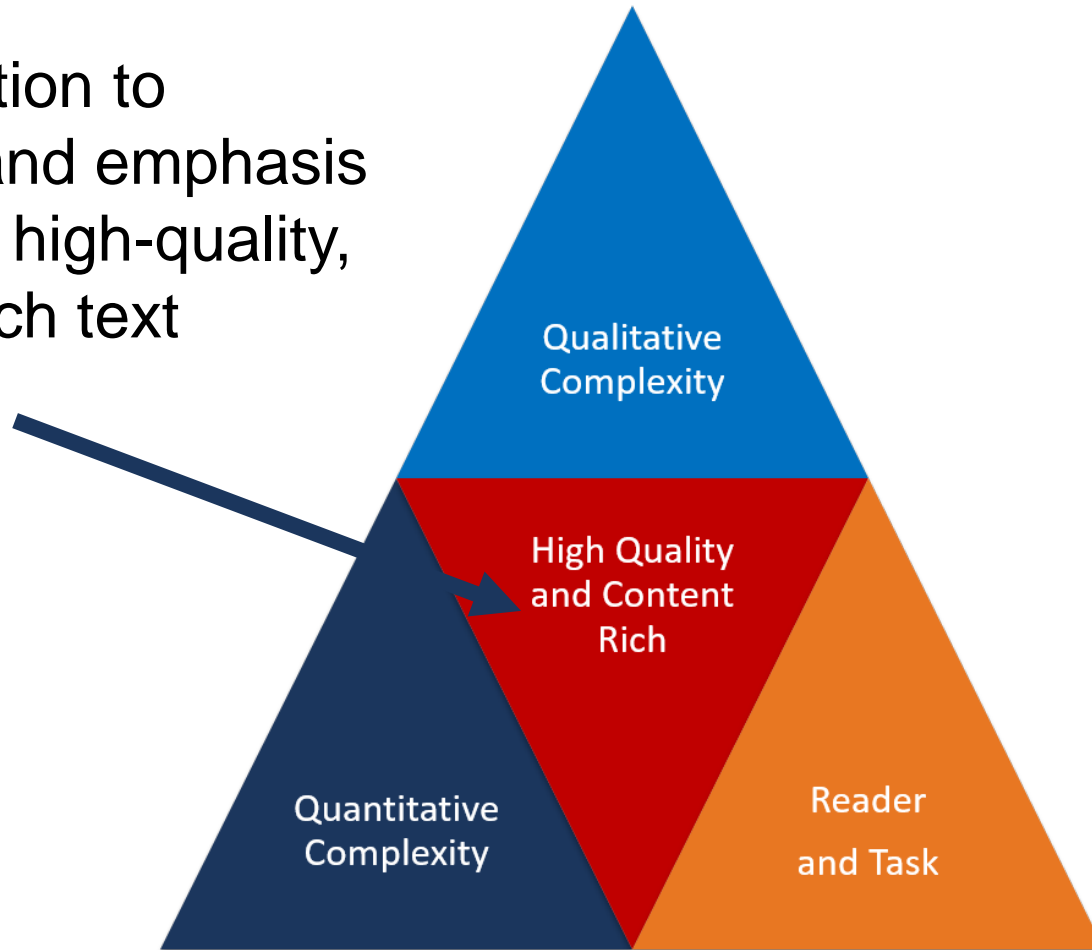 tion to
and emphasis
high-quality,
ch text
Qualitative
Complexity
High Quality
and Content
Rich
Quantitative
Complexity
Reader
and Task